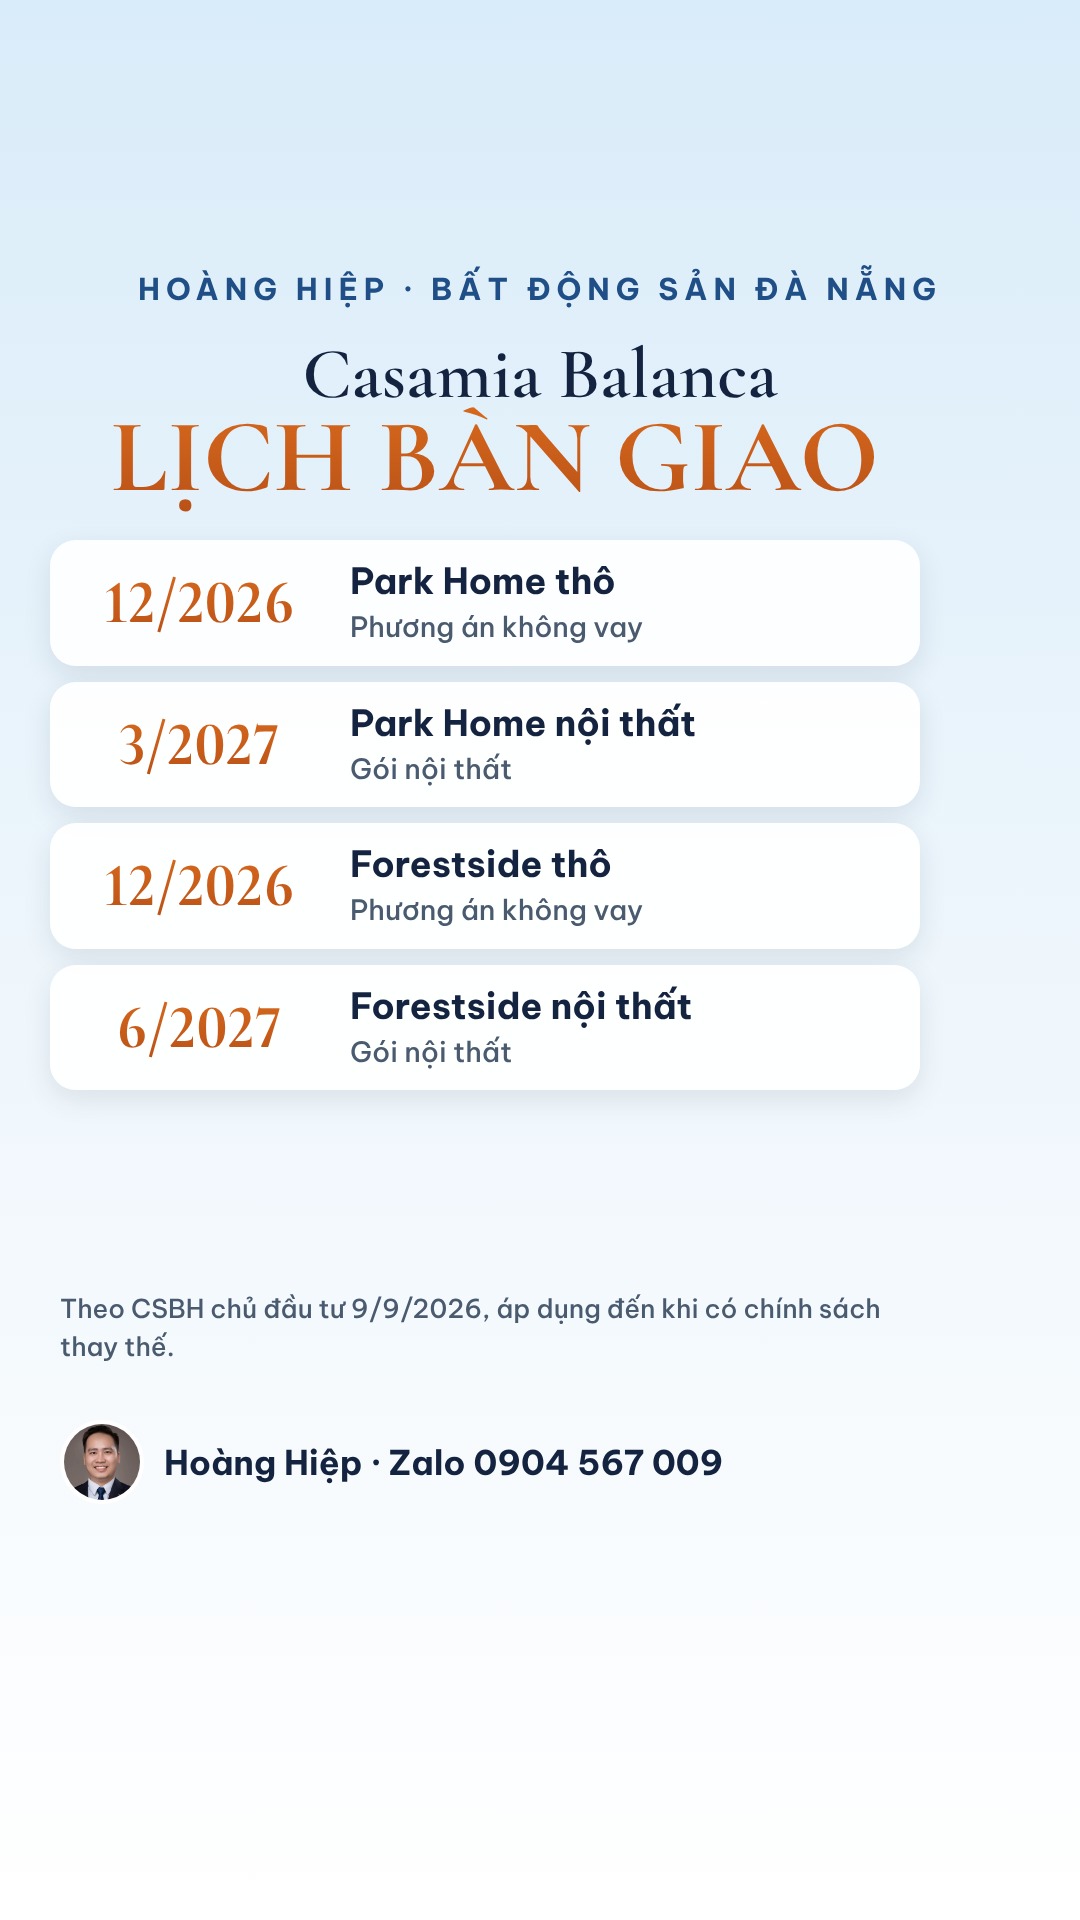 HOÀNG HIỆP · BẤT ĐỘNG SẢN ĐÀ NẴNG
Casamia Balanca
LỊCH BÀN GIAO
12/2026
Park Home thô
Phương án không vay
3/2027
Park Home nội thất
Gói nội thất
12/2026
Forestside thô
Phương án không vay
6/2027
Forestside nội thất
Gói nội thất
Theo CSBH chủ đầu tư 9/9/2026, áp dụng đến khi có chính sách
thay thế.
Hoàng Hiệp · Zalo 0904 567 009